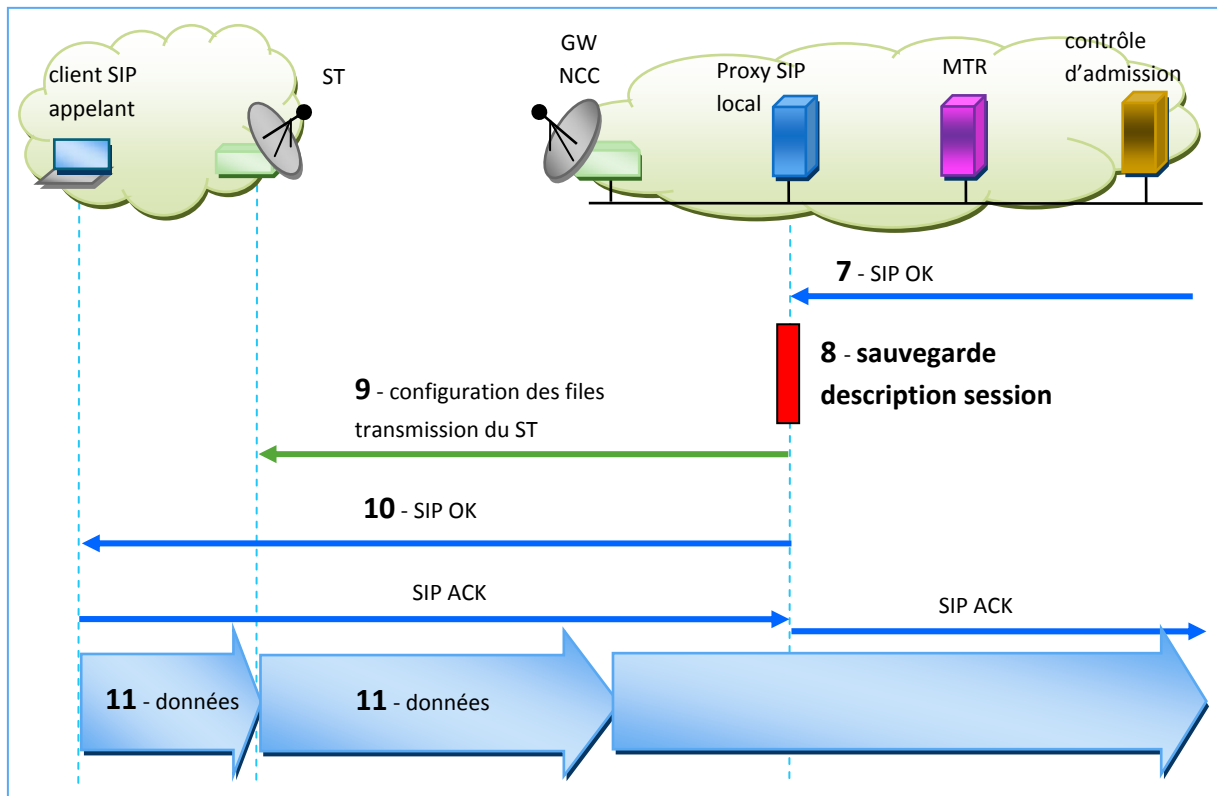 client SIP
appelant
ST
GW
NCC
Proxy SIP
local
MTR
contrôle
d'admission
7 - SIP OK
8 - sauvegarde
description session
9 - configuration des files
transmission du ST
10 - SIP OK
SIP ACK
SIP ACK
11 - données
11 - données